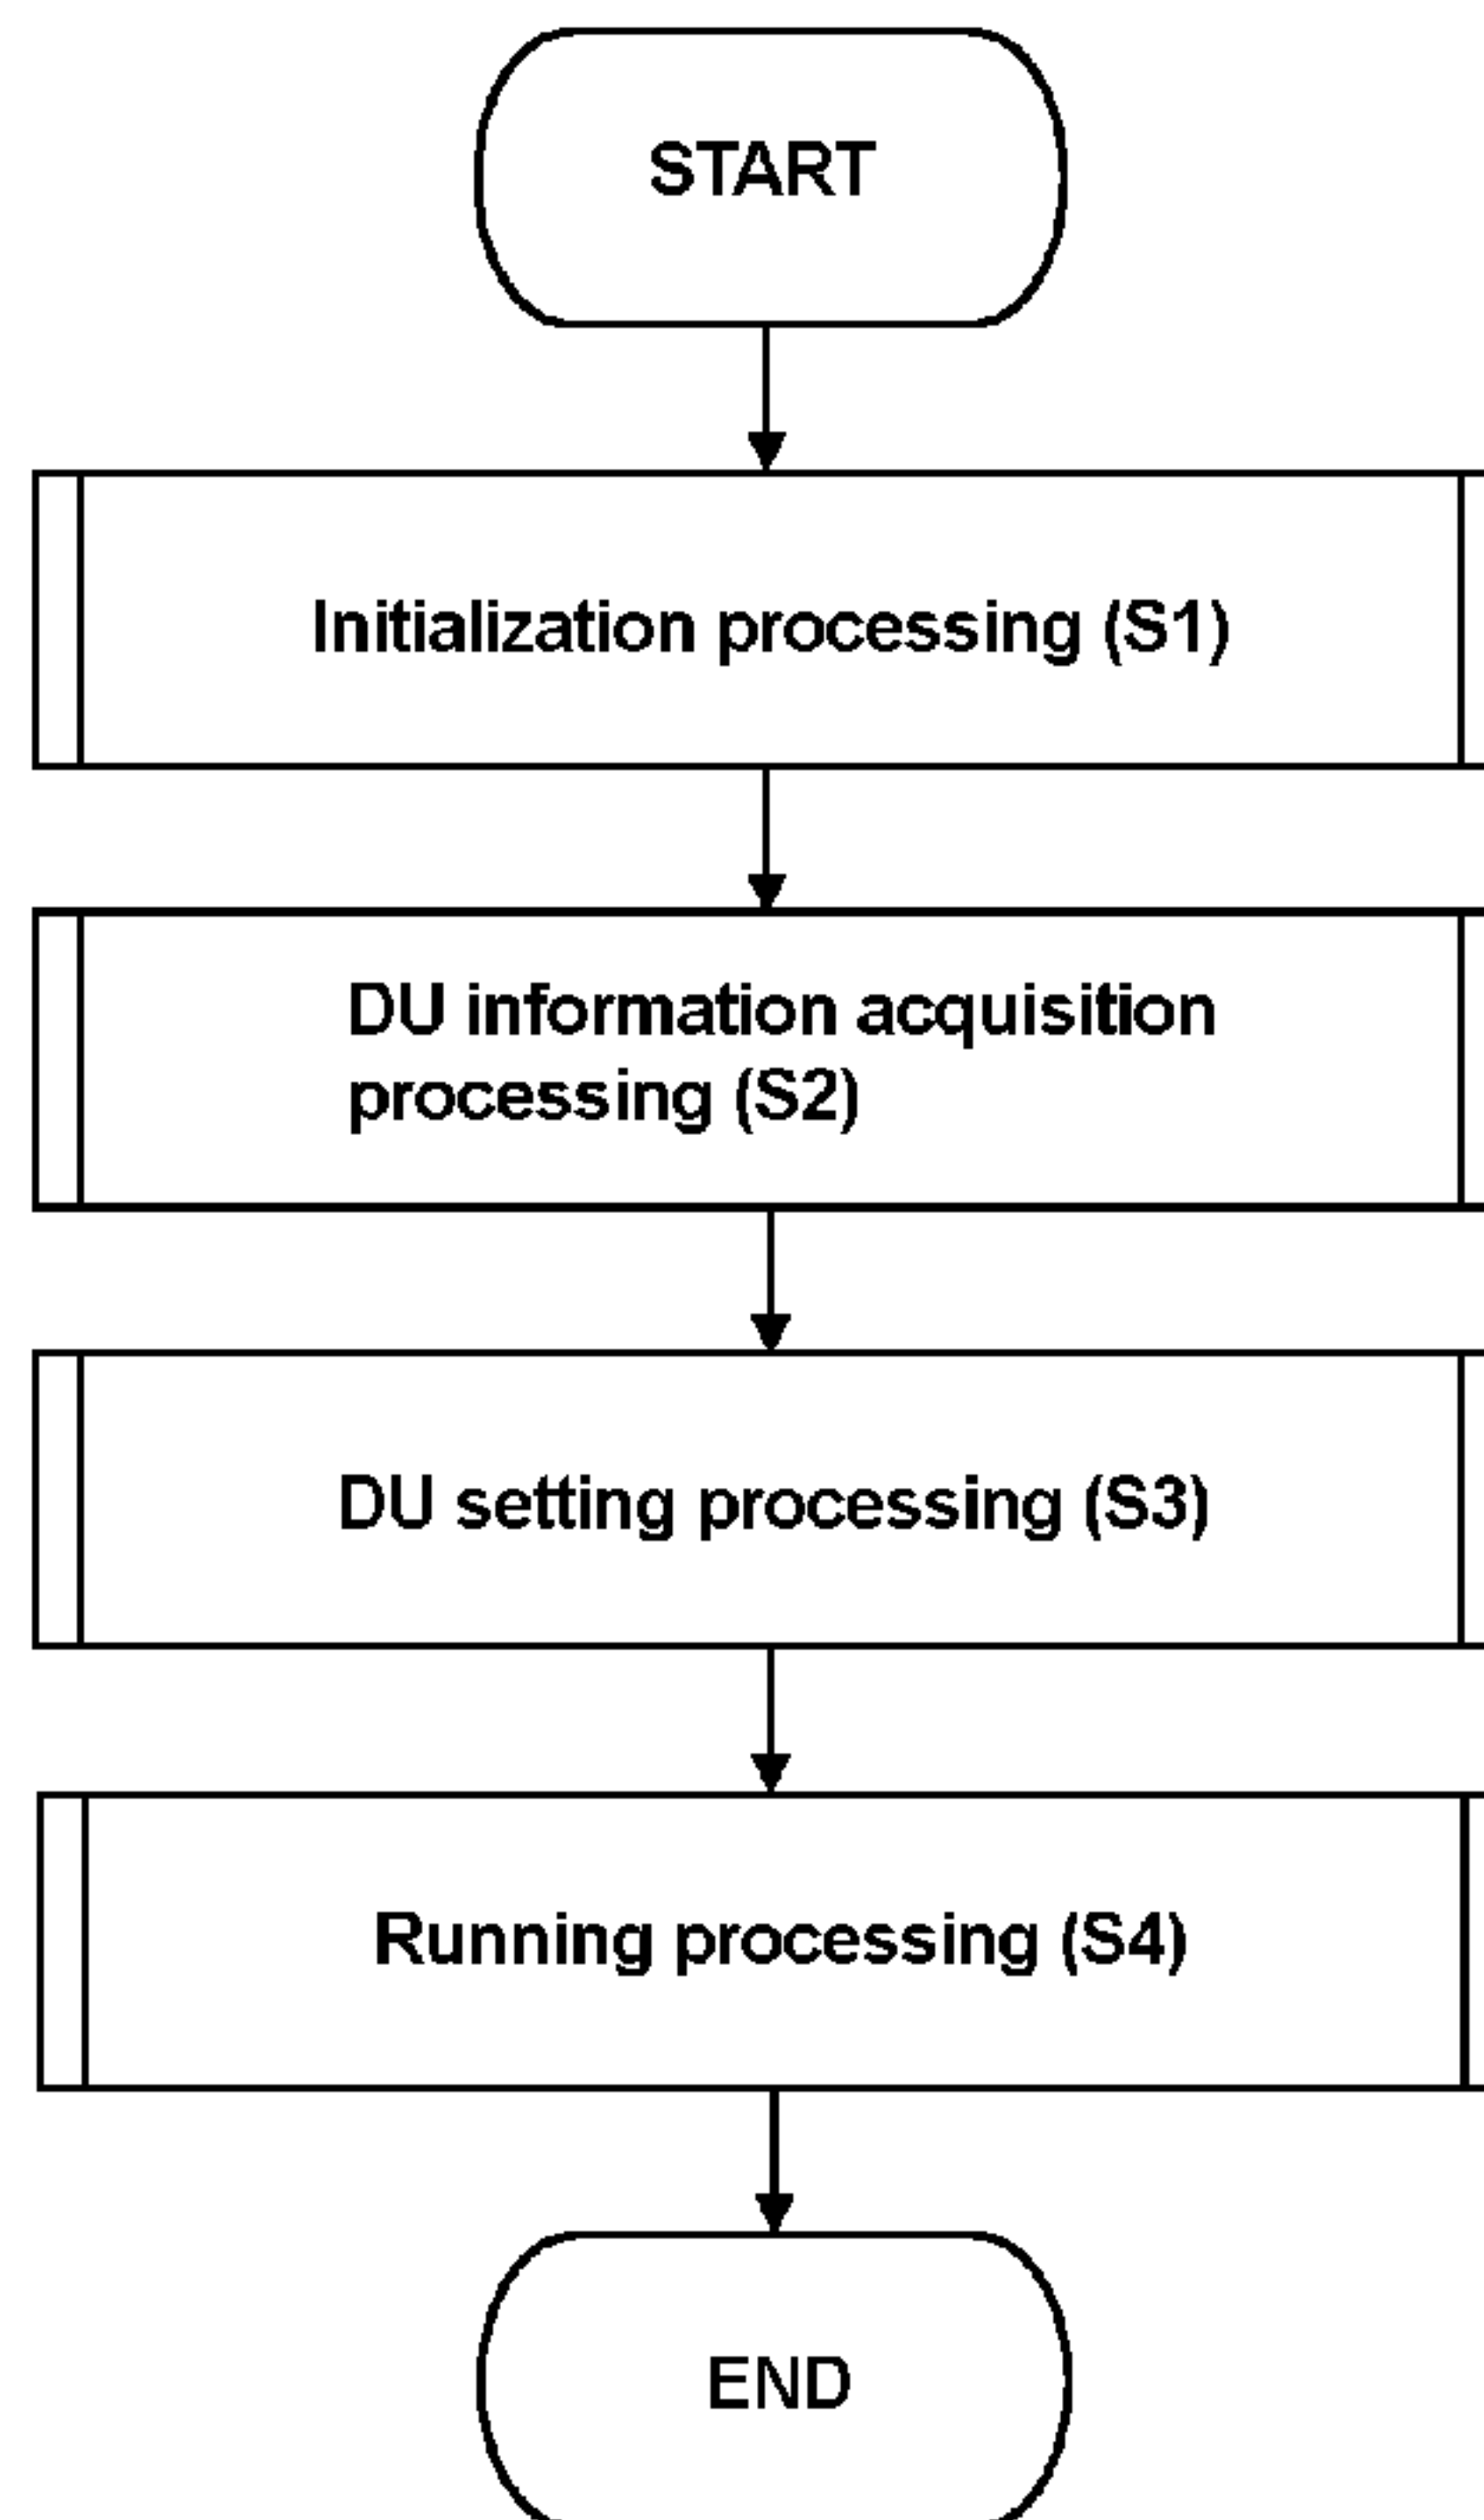 START
Initialization processing (S1)
DU information acquisition
processing (S2)
DU setting processing (S3)
Running processing (S4)
END